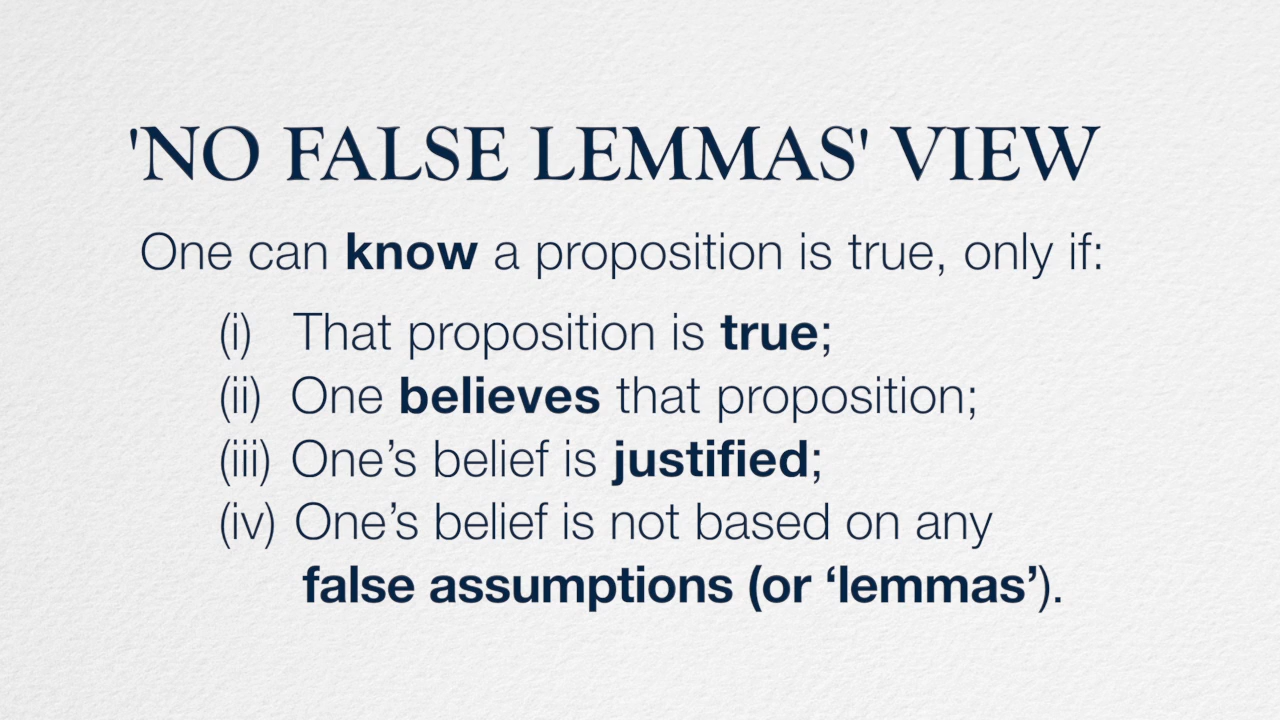 'NO FALSE LEMMAS' VIEW
One can know a proposition is true, only if:
(i) That proposition is true;
(ii) One believes that proposition;
(iii) One’s belief is justified;
(iv) One’s belief is not based on any
false assumptions (or ‘lemmas’).